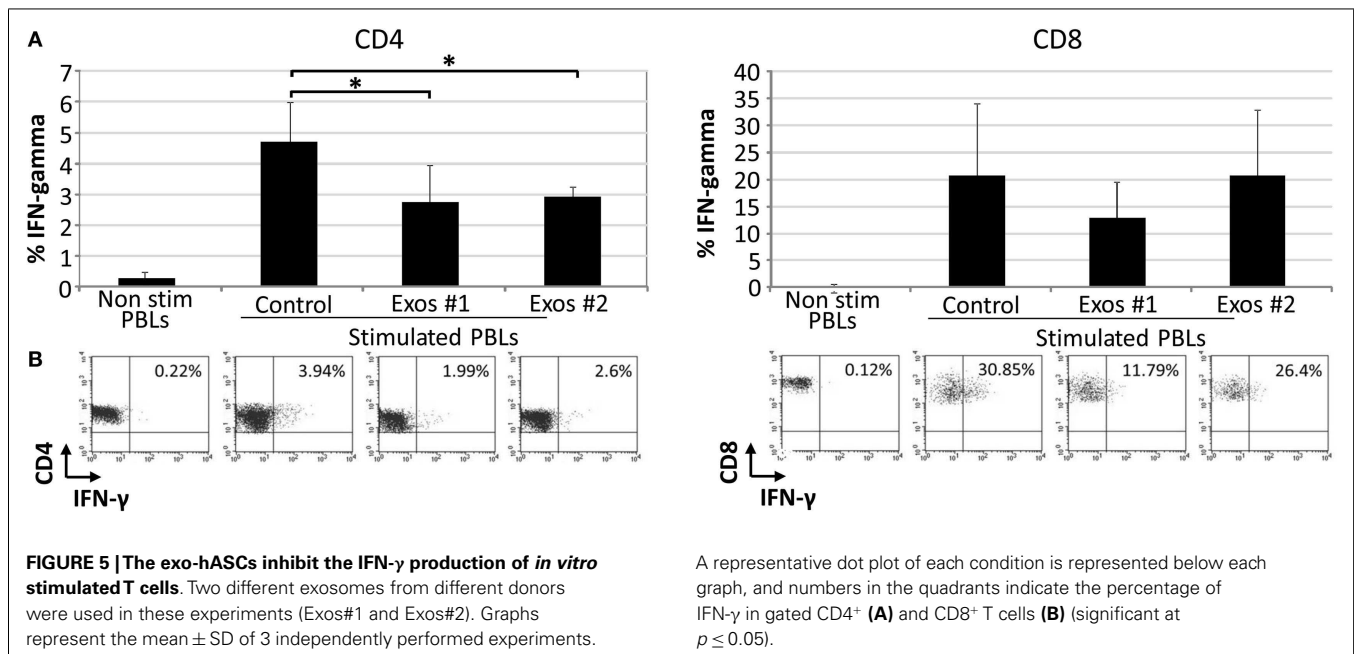 A
CD4
7
6
5
4
3
2
1
0
% IFN-gamma
*
*
Non stim
PBLs
Control
Exos #1
Exos #2
Stimulated PBLs
CD8
40
35
30
25
20
15
10
5
0
% IFN-gamma
Non stim
PBLs
Control
Exos #1
Exos #2
Stimulated PBLs
B
0.22%
3.94%
1.99%
2.6%
CD4
IFN-γ
0.12%
30.85%
11.79%
26.4%
CD8
IFN-γ
FIGURE 5 | The exo-hASCs inhibit the IFN-γ production of in vitro
stimulated T cells. Two different exosomes from different donors
were used in these experiments (Exos#1 and Exos#2). Graphs
represent the mean ± SD of 3 independently performed experiments.
A representative dot plot of each condition is represented below each
graph, and numbers in the quadrants indicate the percentage of
IFN-γ in gated CD4⁺ (A) and CD8⁺ T cells (B) (significant at
p ≤ 0.05).